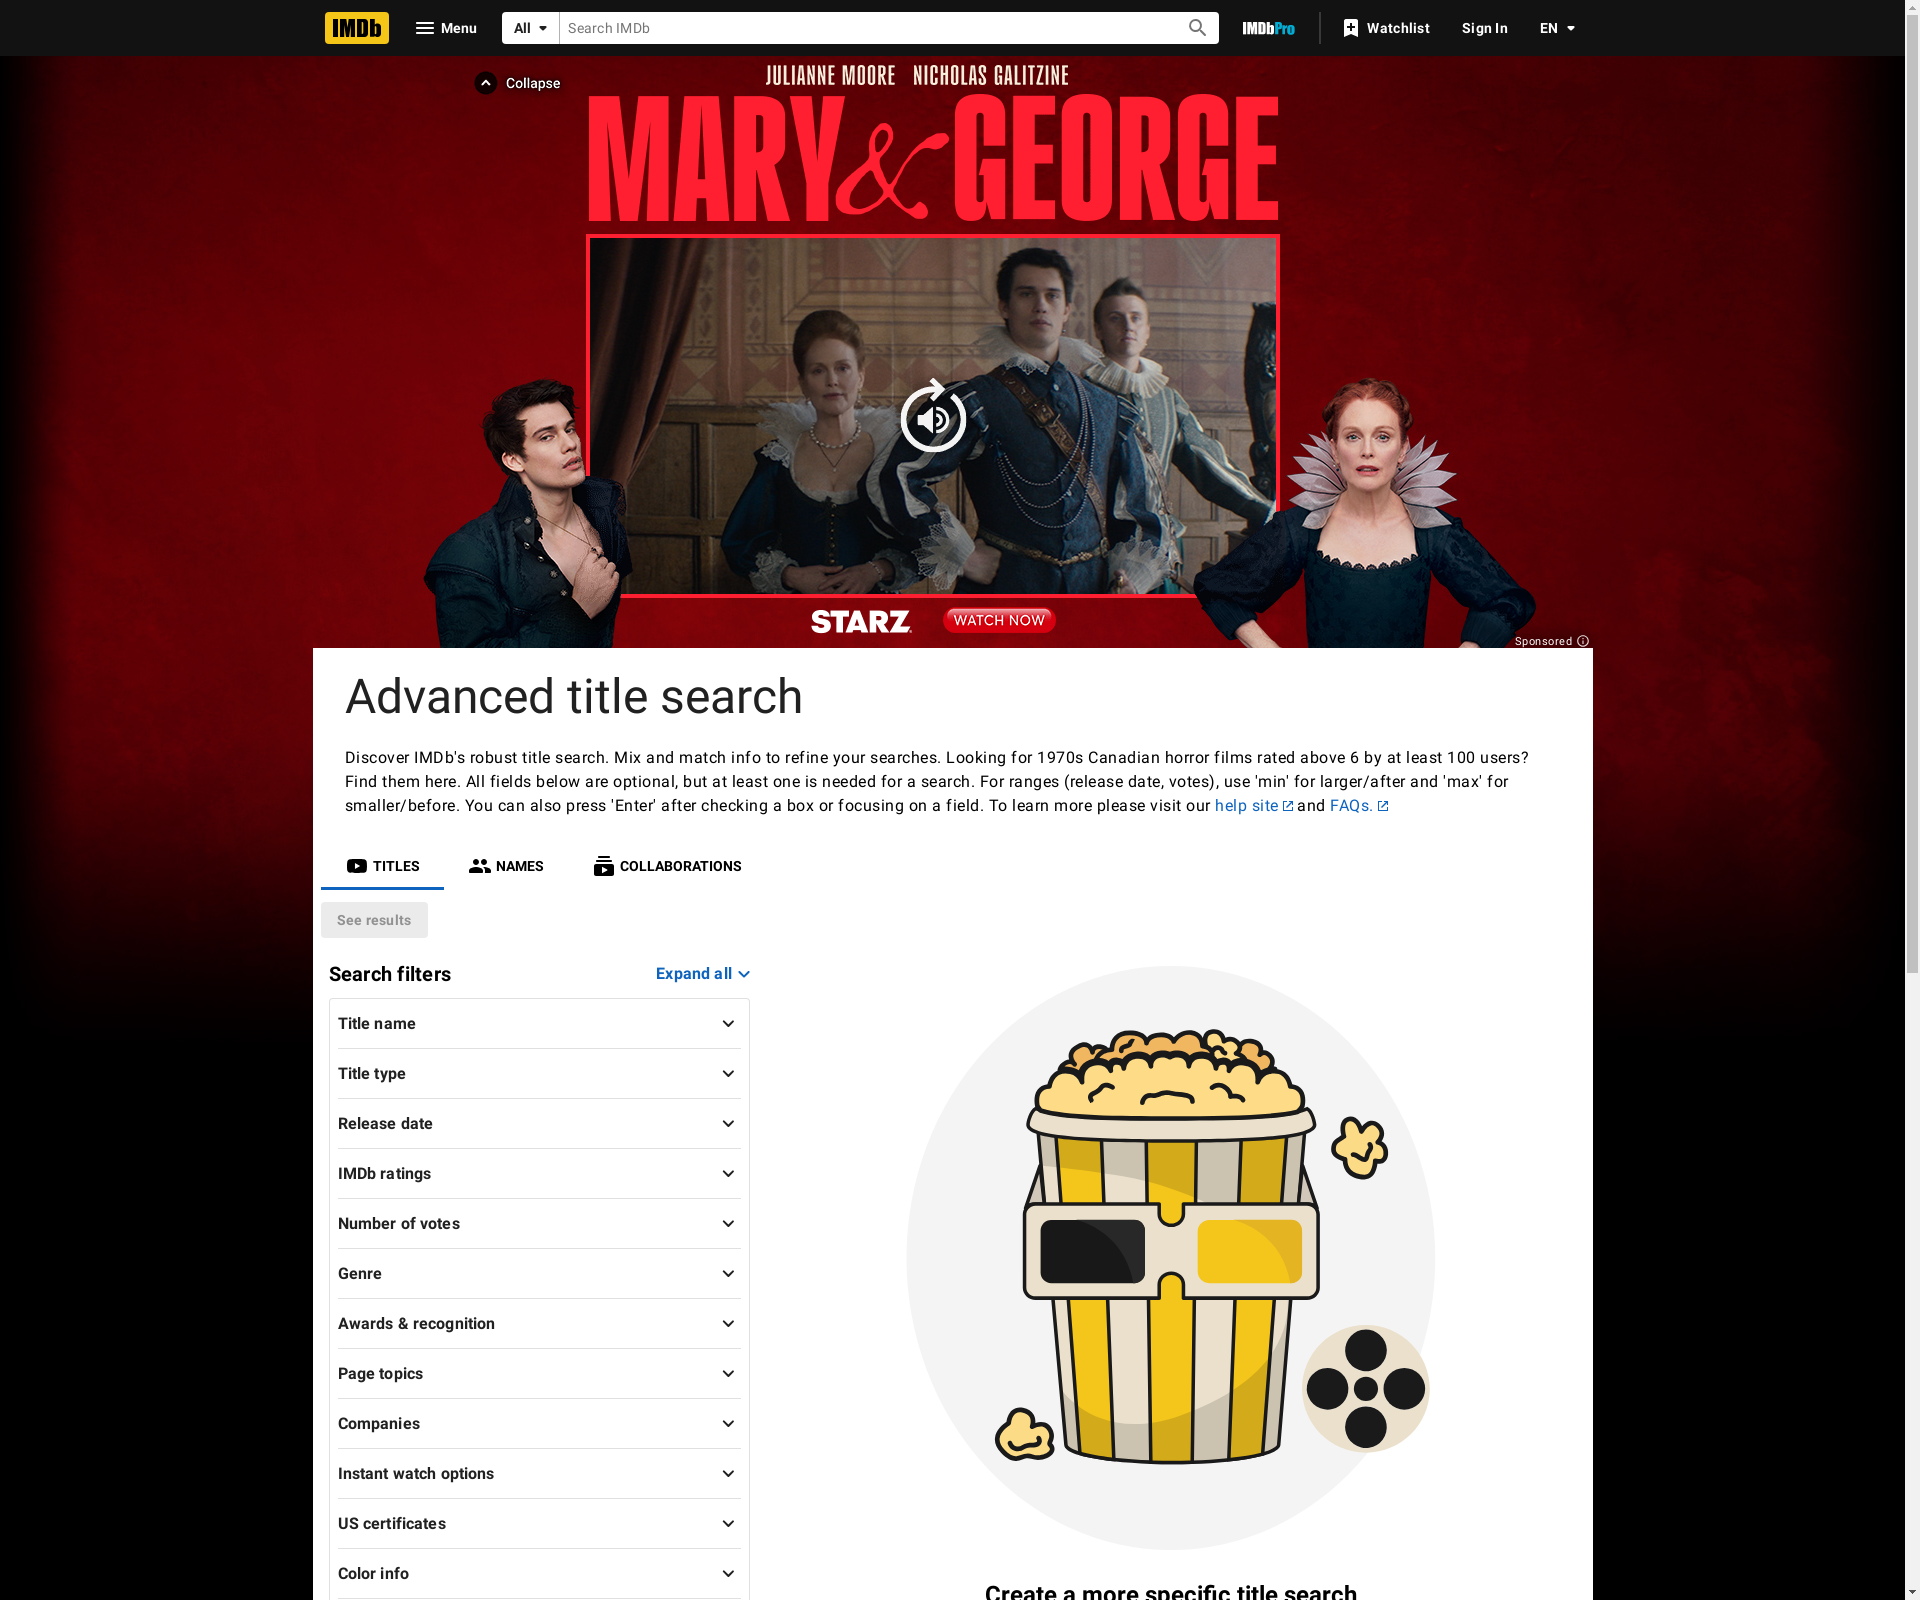 IMDb
Menu
All
Search IMDb
IMDbPro
Watchlist
Sign In
EN
Collapse
JULIANNE MOORE NICHOLAS GALITZINE
MARY & GEORGE
STARZ
WATCH NOW
Sponsored
Advanced title search
Discover IMDb's robust title search. Mix and match info to refine your searches. Looking for 1970s Canadian horror films rated above 6 by at least 100 users?
Find them here. All fields below are optional, but at least one is needed for a search. For ranges (release date, votes), use 'min' for larger/after and 'max' for
smaller/before. You can also press 'Enter' after checking a box or focusing on a field. To learn more please visit our help site and FAQs.
TITLES
NAMES
COLLABORATIONS
See results
Search filters
Expand all
Title name
Title type
Release date
IMDb ratings
Number of votes
Genre
Awards & recognition
Page topics
Companies
Instant watch options
US certificates
Color info
Create a more specific title search